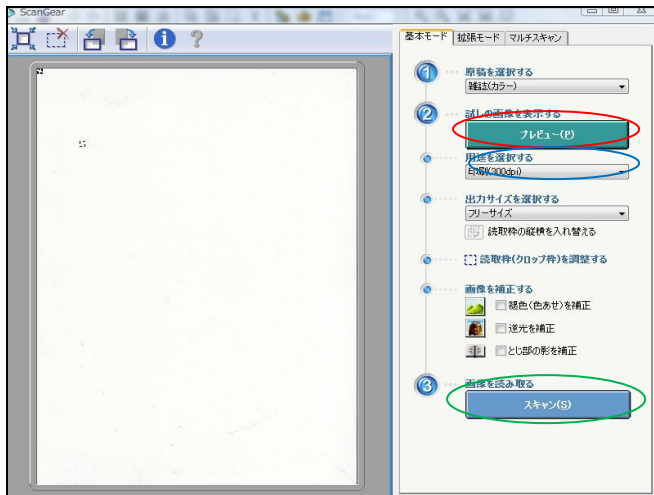 ScanGear
基本モード 拡張モード マルチスキャン
1 原稿を選択する
雑誌(カラー)
2 試しの画像を表示する
プレビュー(P)
用途を選択する
印刷(300dpi)
出力サイズを選択する
フリーサイズ
読取枠の縦横を入れ替える
読取枠(クロップ枠)を調整する
画像を補正する
褪色(色あせ)を補正
逆光を補正
とじ部の影を補正
3 画像を読み取る
スキャン(S)